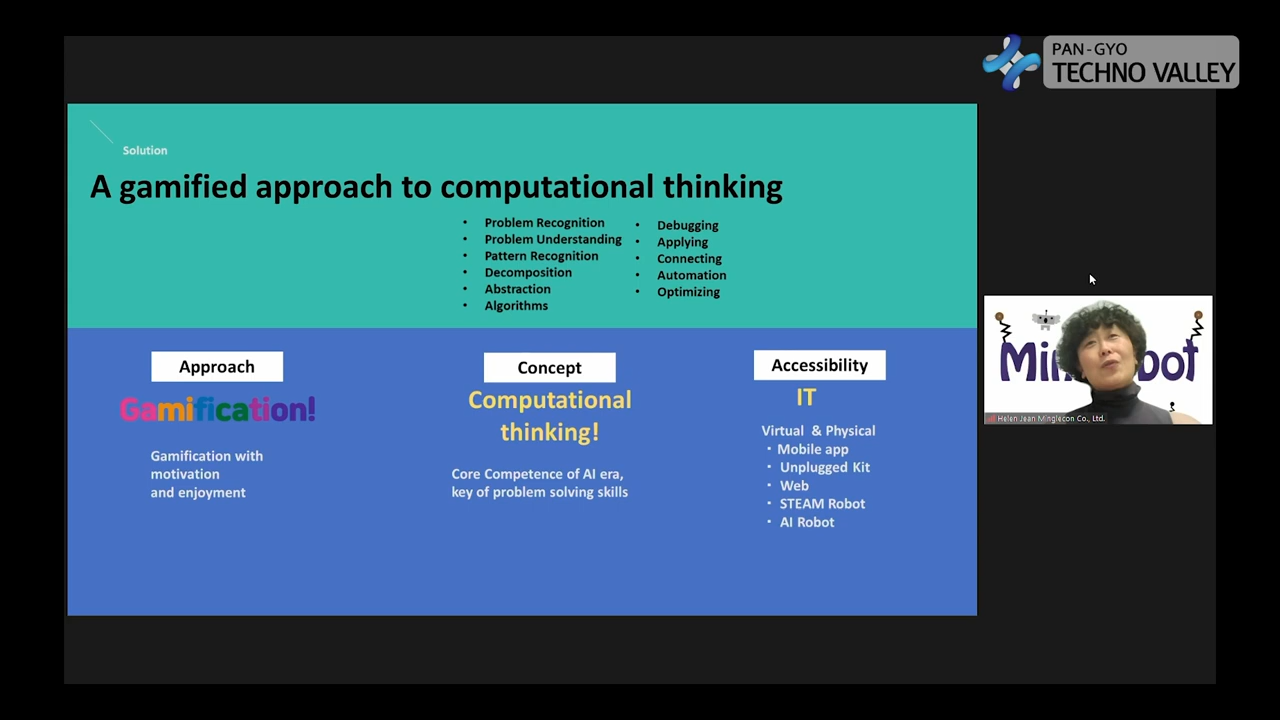 PAN-GYO
TECHNO VALLEY
Solution
A gamified approach to computational thinking
• Problem Recognition
• Problem Understanding
• Pattern Recognition
• Decomposition
• Abstraction
• Algorithms
• Debugging
• Applying
• Connecting
• Automation
• Optimizing
Approach
Gamification!
Gamification with
motivation
and enjoyment
Concept
Computational
thinking!
Core Competence of AI era,
key of problem solving skills
Accessibility
IT
Virtual & Physical
• Mobile app
• Unplugged Kit
• Web
• STEAM Robot
• AI Robot
Helen Jean Minglecon Co., Ltd.